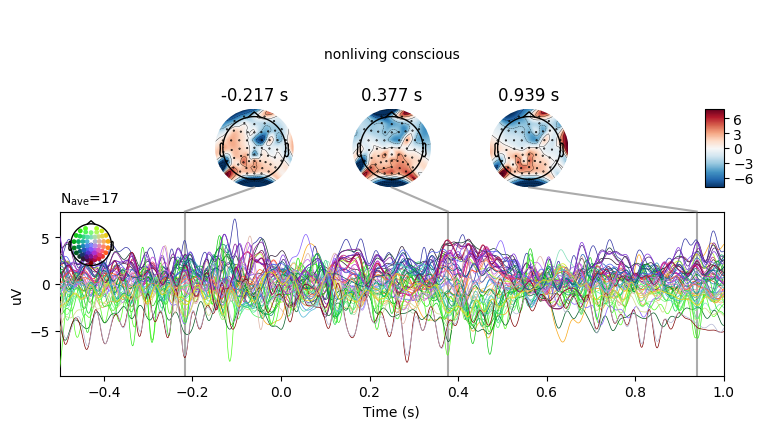 nonliving conscious
-0.217 s 0.377 s 0.939 s
6
3
0
−3
−6
Nave=17
5
0
−5
uV
−0.4 −0.2 0.0 0.2 0.4 0.6 0.8 1.0
Time (s)